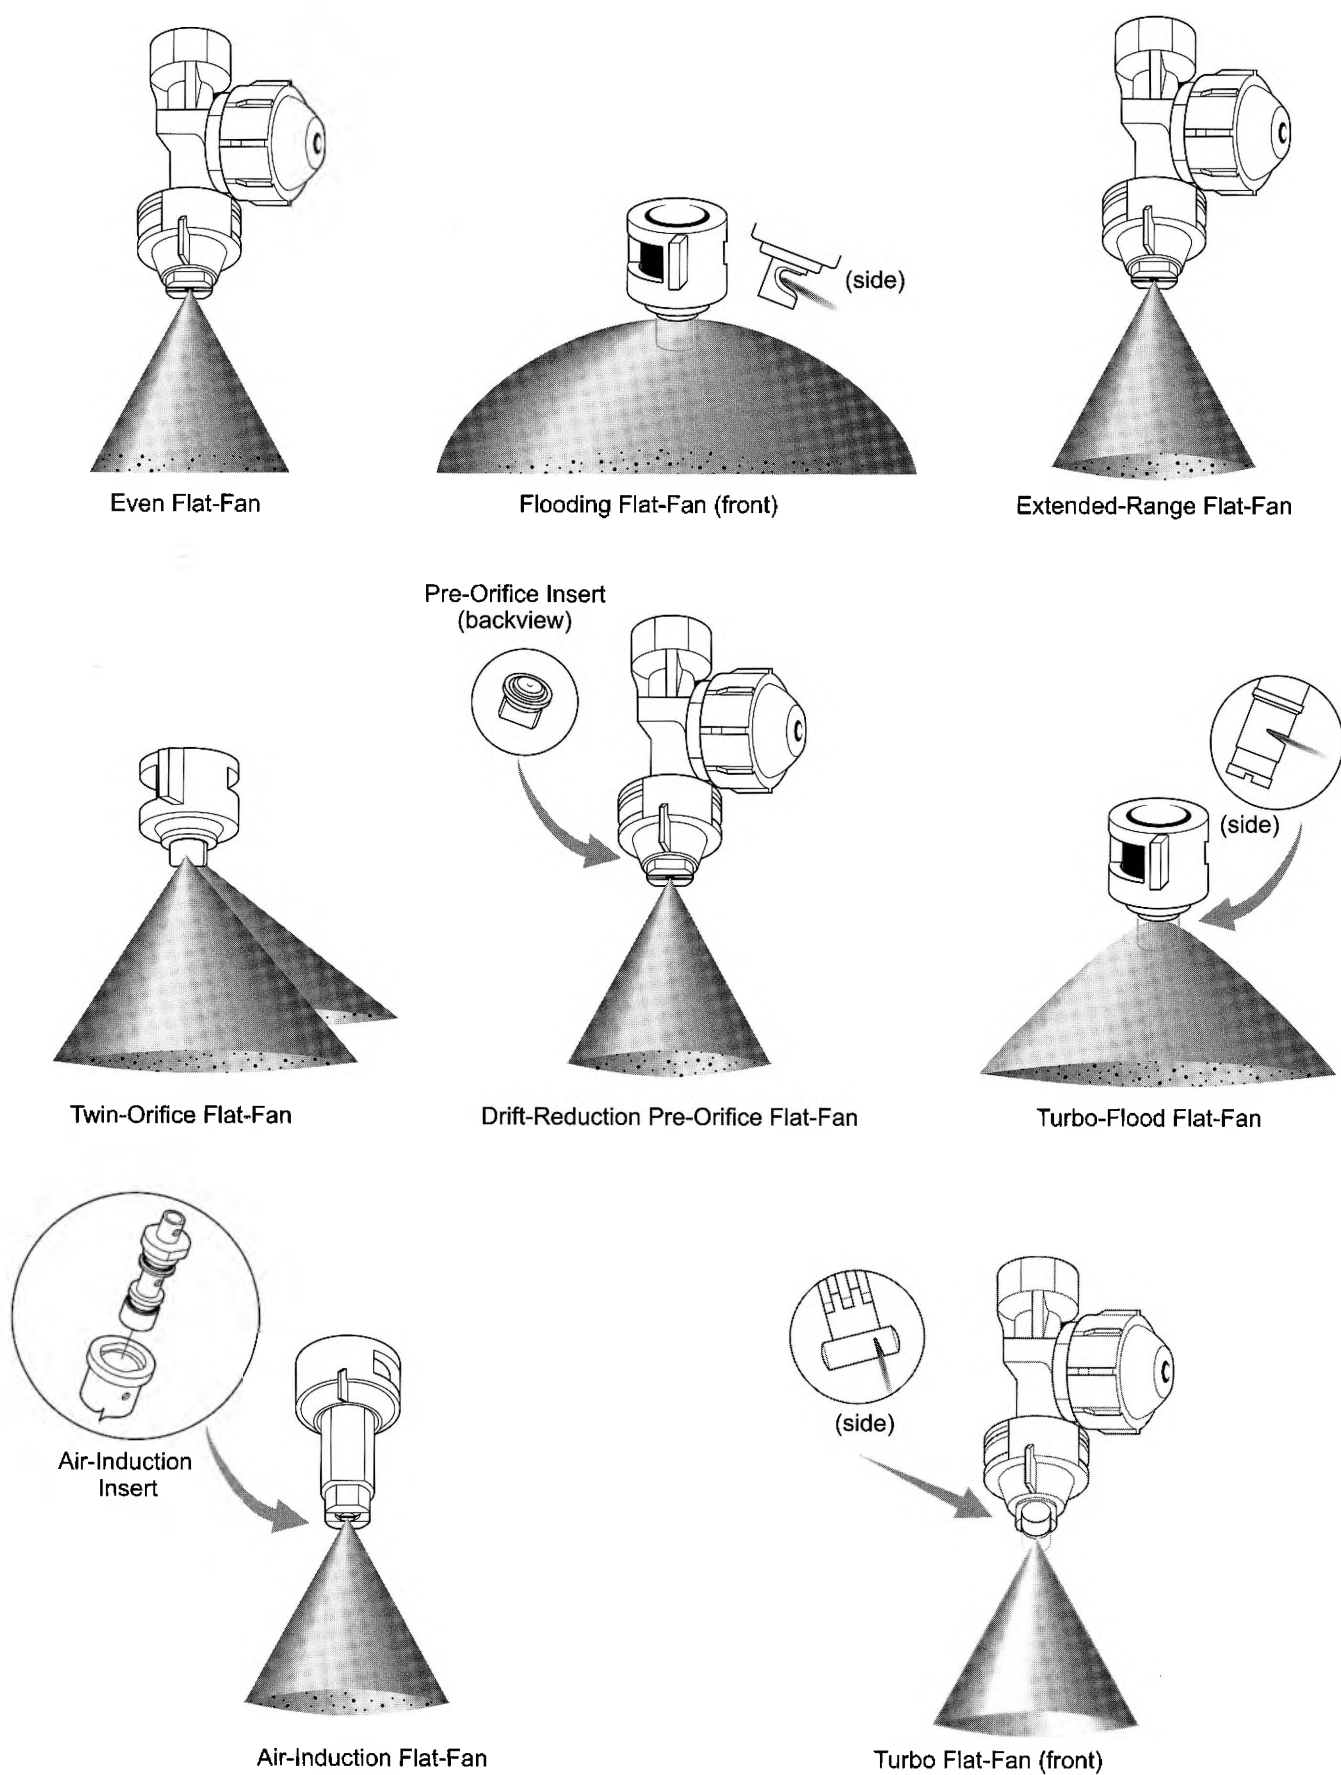 (side)
Even Flat-Fan
Flooding Flat-Fan (front)
Extended-Range Flat-Fan
Pre-Orifice Insert
(backview)
(side)
Twin-Orifice Flat-Fan
Drift-Reduction Pre-Orifice Flat-Fan
Turbo-Flood Flat-Fan
Air-Induction
Insert
(side)
Air-Induction Flat-Fan
Turbo Flat-Fan (front)